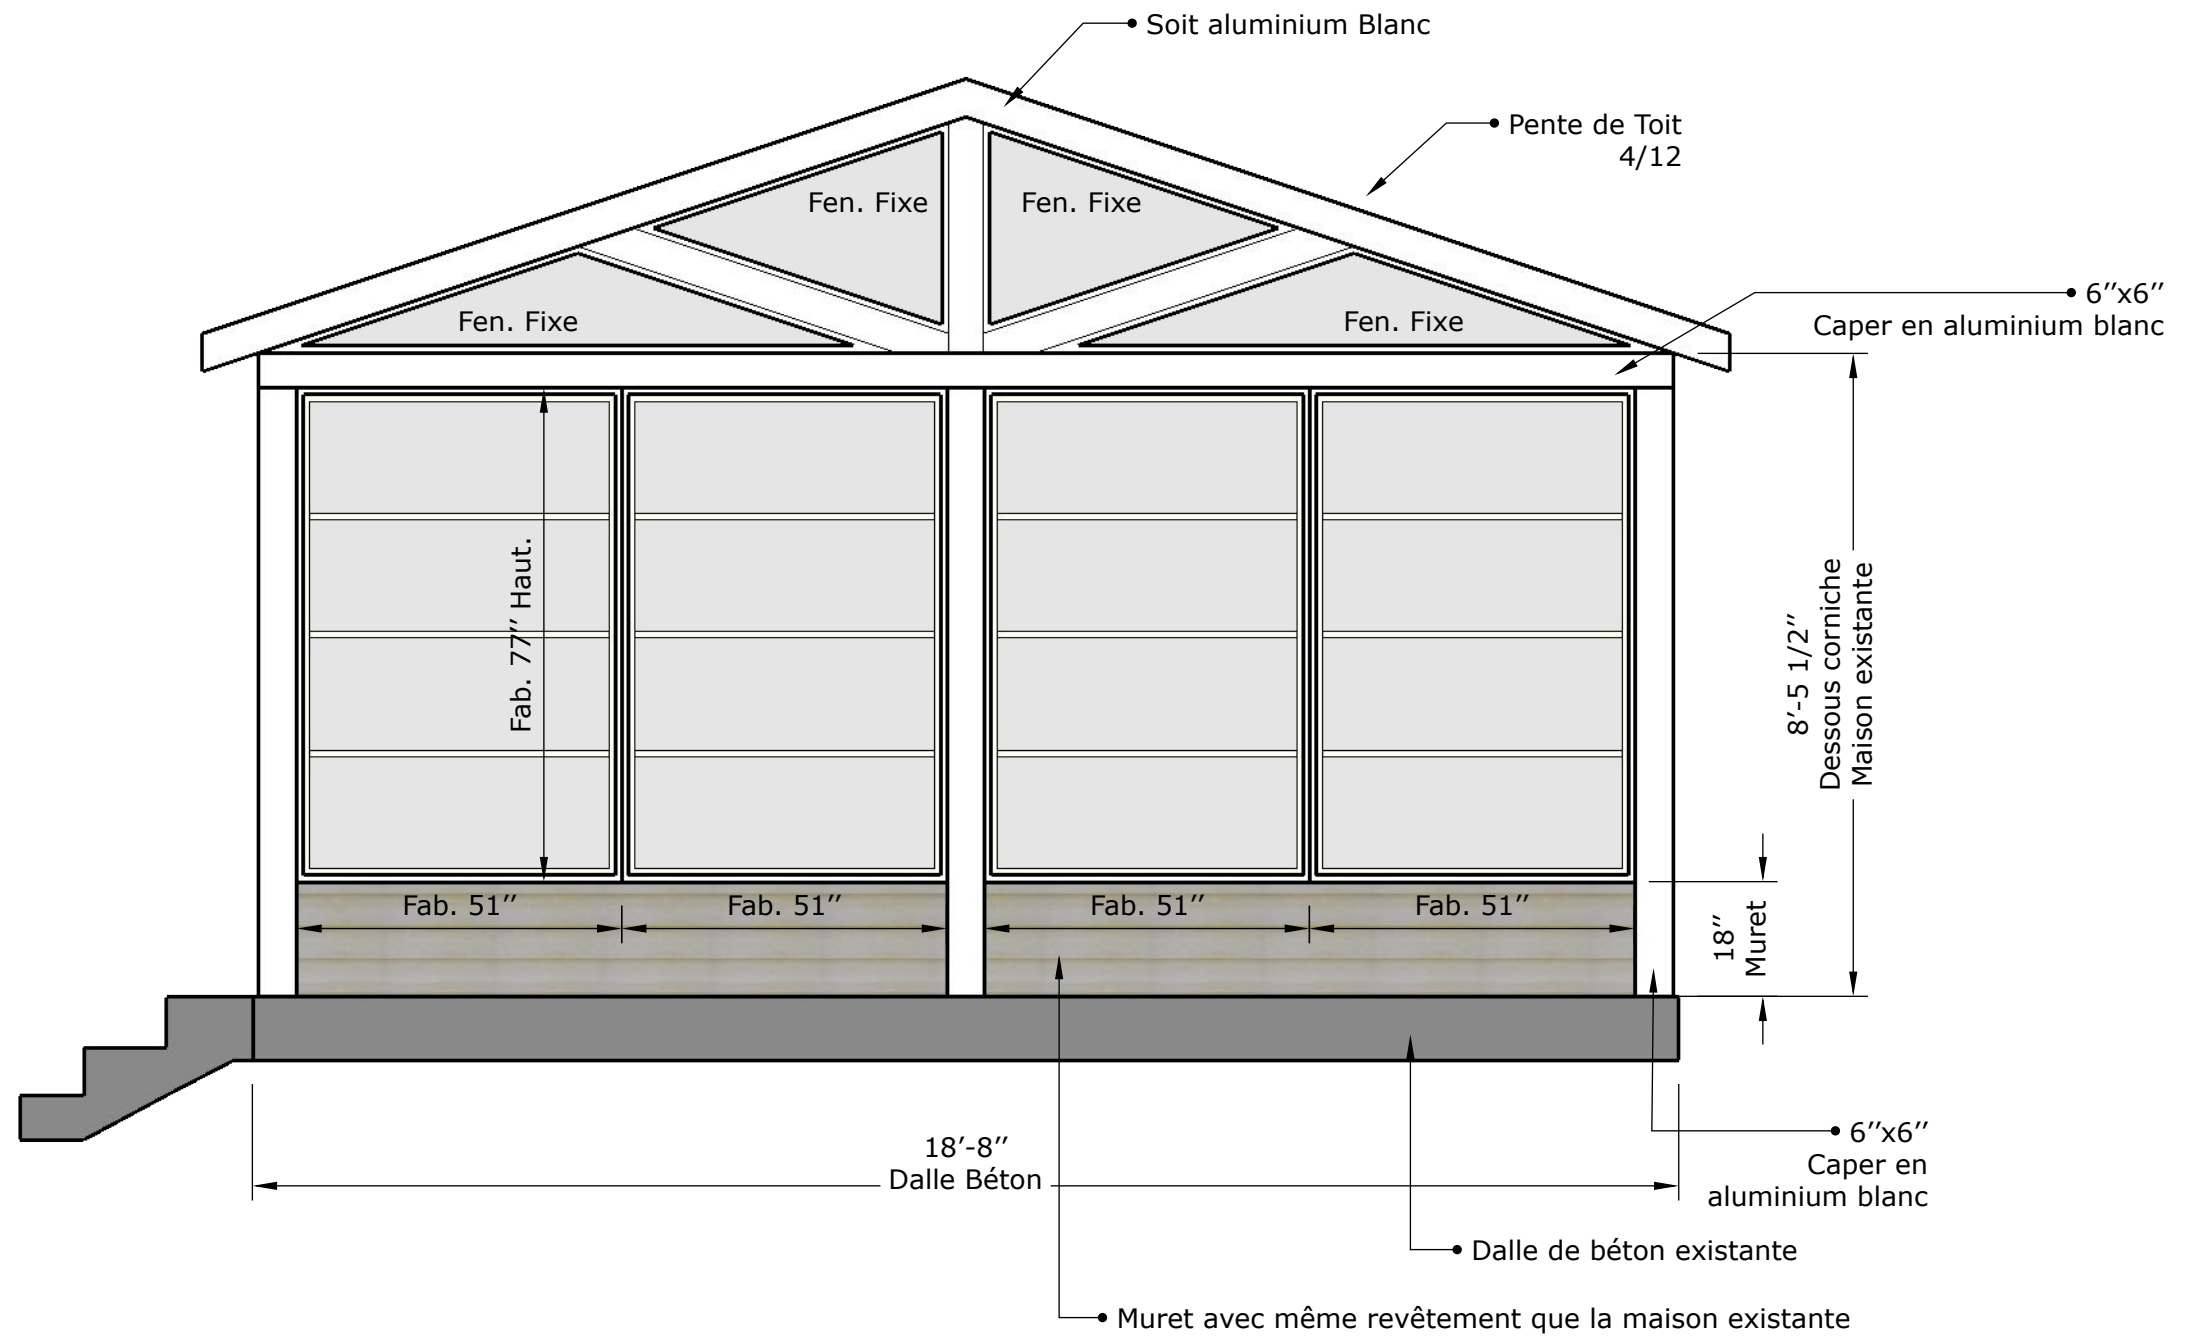 Soit aluminium Blanc
Pente de Toit
4/12
Fen. Fixe
Fen. Fixe
6’’x6’’
Caper en aluminium blanc
Fen. Fixe
Fen. Fixe
Fab. 77’’ Haut.
8’-5 1/2’’
Dessous corniche
Maison existante
Fab. 51’’
Fab. 51’’
Fab. 51’’
Fab. 51’’
18’’
Muret
18’-8’’
Dalle Béton
6’’x6’’
Caper en
aluminium blanc
Dalle de béton existante
Muret avec même revêtement que la maison existante